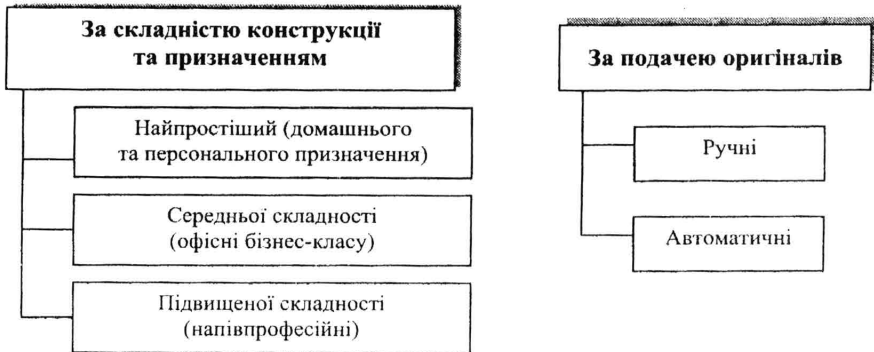 За складністю конструкції
та призначенням
Найпростіший (домашнього
та персонального призначення)
Середньої складності
(офісні бізнес-класу)
Підвищеної складності
(напівпрофесійні)
За подачею оригіналів
Ручні
Автоматичні